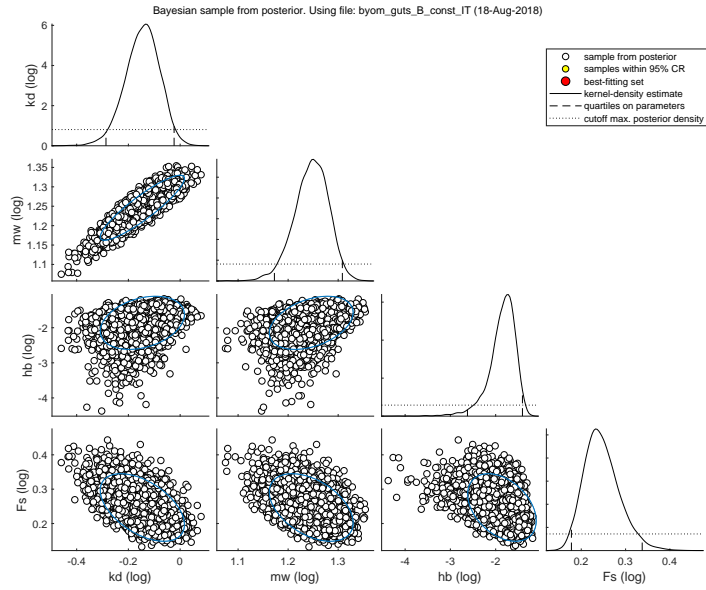 Bayesian sample from posterior. Using file: byom_guts_B_const_IT (18-Aug-2018)
sample from posterior
samples within 95% CR
best-fitting set
kernel-density estimate
quartiles on parameters
cutoff max. posterior density
kd (log)
6
4
2
0
mw (log)
1.35
1.3
1.25
1.2
1.15
1.1
hb (log)
-2
-3
-4
Fs (log)
0.4
0.3
0.2
-0.4 -0.2 0
1.1 1.2 1.3
-4 -3 -2
0.2 0.3 0.4
kd (log) mw (log) hb (log) Fs (log)